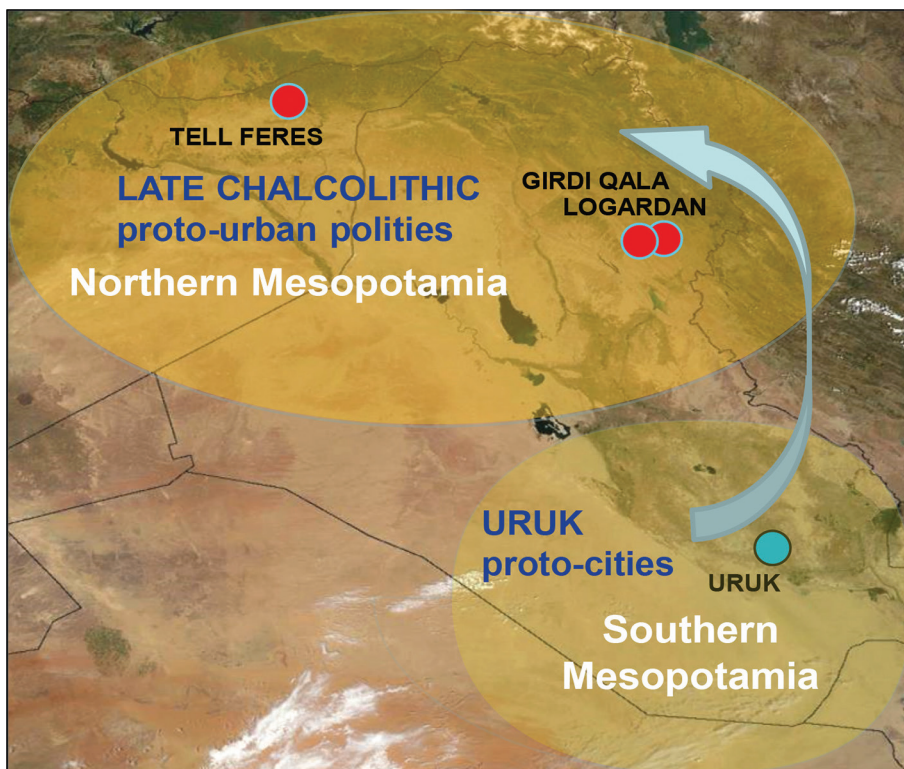 TELL FERES
LATE CHALCOLITHIC
proto-urban polities
Northern Mesopotamia
GIRDI QALA
LOGARDAN
URUK
proto-cities
URUK
Southern
Mesopotamia